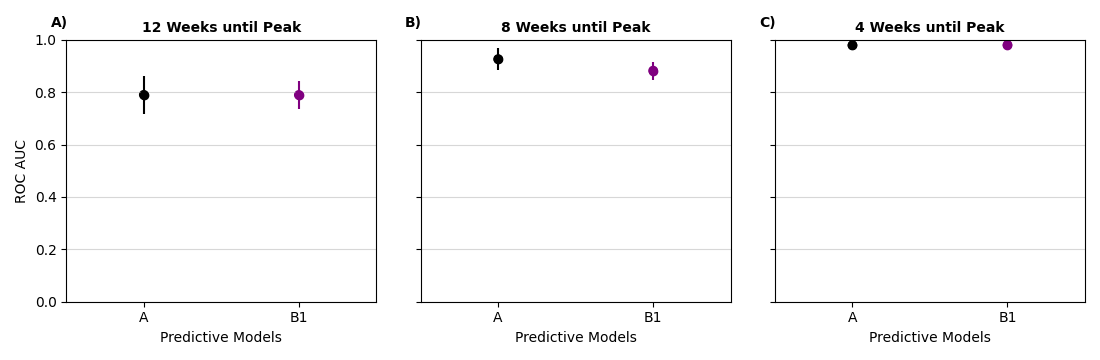 A)
12 Weeks until Peak
B)
8 Weeks until Peak
C)
4 Weeks until Peak
1.0
0.8
0.6
0.4
0.2
0.0
ROC AUC
A
B1
A
B1
A
B1
Predictive Models
Predictive Models
Predictive Models